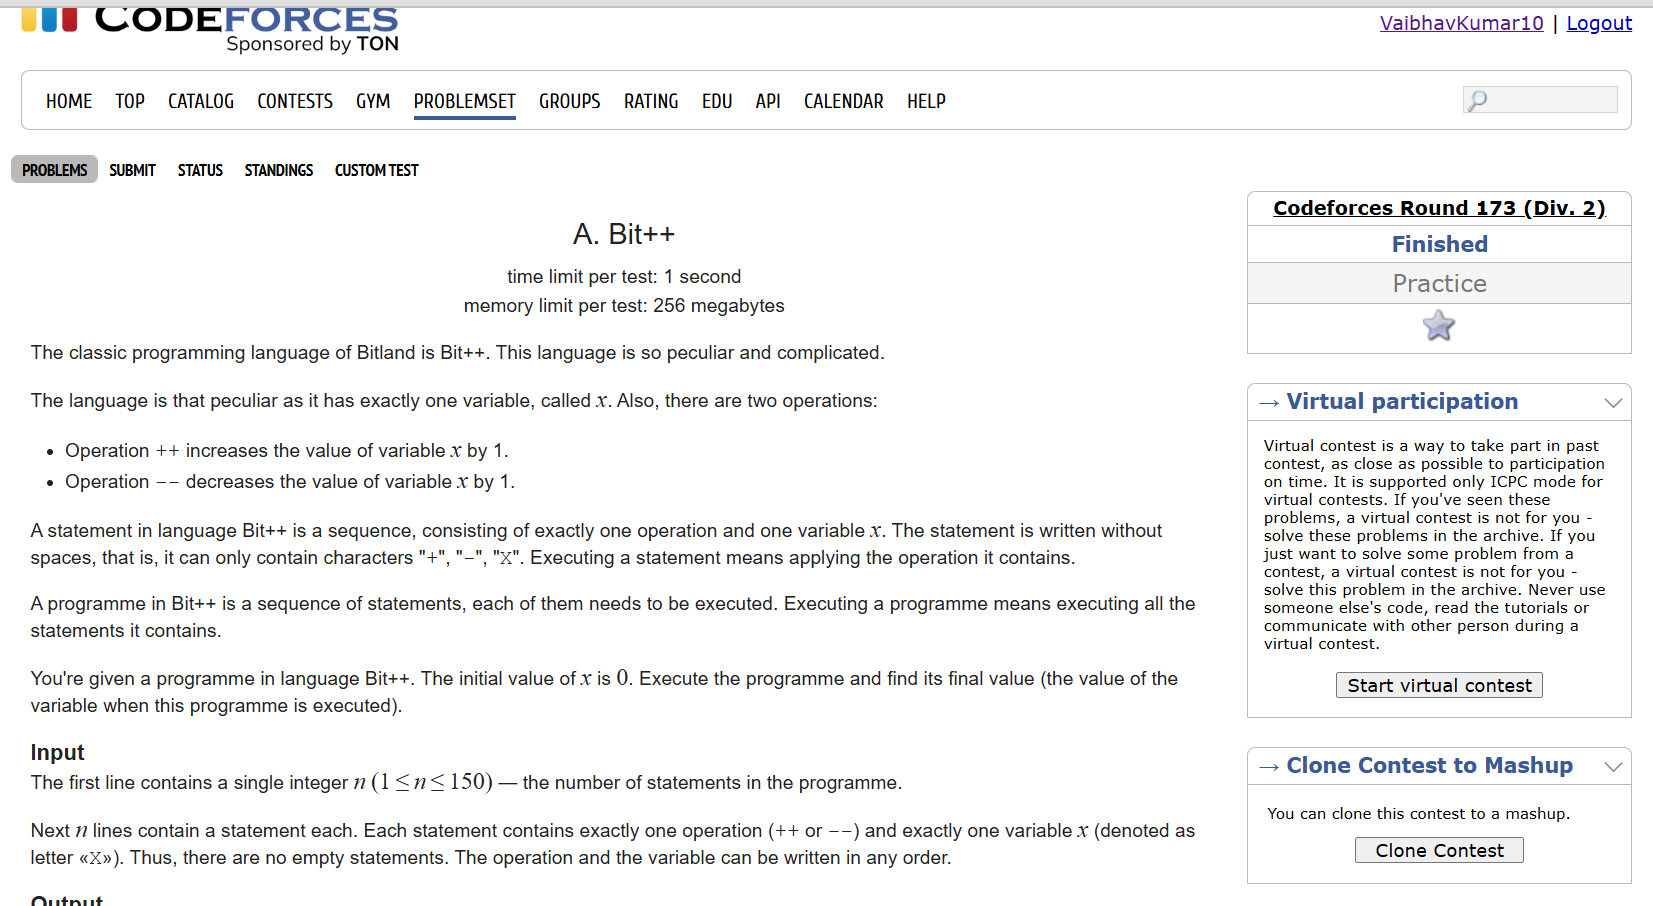 CODEFORCES
Sponsored by TON
VaibhavKumar10 | Logout
HOME TOP CATALOG CONTESTS GYM PROBLEMSET GROUPS RATING EDU API CALENDAR HELP
PROBLEMS SUBMIT STATUS STANDINGS CUSTOM TEST
A. Bit++
time limit per test: 1 second
memory limit per test: 256 megabytes
The classic programming language of Bitland is Bit++. This language is so peculiar and complicated.
The language is that peculiar as it has exactly one variable, called x. Also, there are two operations:
• Operation ++ increases the value of variable x by 1.
• Operation -- decreases the value of variable x by 1.
A statement in language Bit++ is a sequence, consisting of exactly one operation and one variable x. The statement is written without
spaces, that is, it can only contain characters "+", "-", "X". Executing a statement means applying the operation it contains.
A programme in Bit++ is a sequence of statements, each of them needs to be executed. Executing a programme means executing all the
statements it contains.
You're given a programme in language Bit++. The initial value of x is 0. Execute the programme and find its final value (the value of the
variable when this programme is executed).
Input
The first line contains a single integer n (1 ≤ n ≤ 150) — the number of statements in the programme.
Next n lines contain a statement each. Each statement contains exactly one operation (++ or --) and exactly one variable x (denoted as
letter «X»). Thus, there are no empty statements. The operation and the variable can be written in any order.
Output
Codeforces Round 173 (Div. 2)
Finished
Practice
→ Virtual participation
Virtual contest is a way to take part in past
contest, as close as possible to participation
on time. It is supported only ICPC mode for
virtual contests. If you've seen these
problems, a virtual contest is not for you -
solve these problems in the archive. If you
just want to solve some problem from a
contest, a virtual contest is not for you -
solve this problem in the archive. Never use
someone else's code, read the tutorials or
communicate with other person during a
virtual contest.
Start virtual contest
→ Clone Contest to Mashup
You can clone this contest to a mashup.
Clone Contest